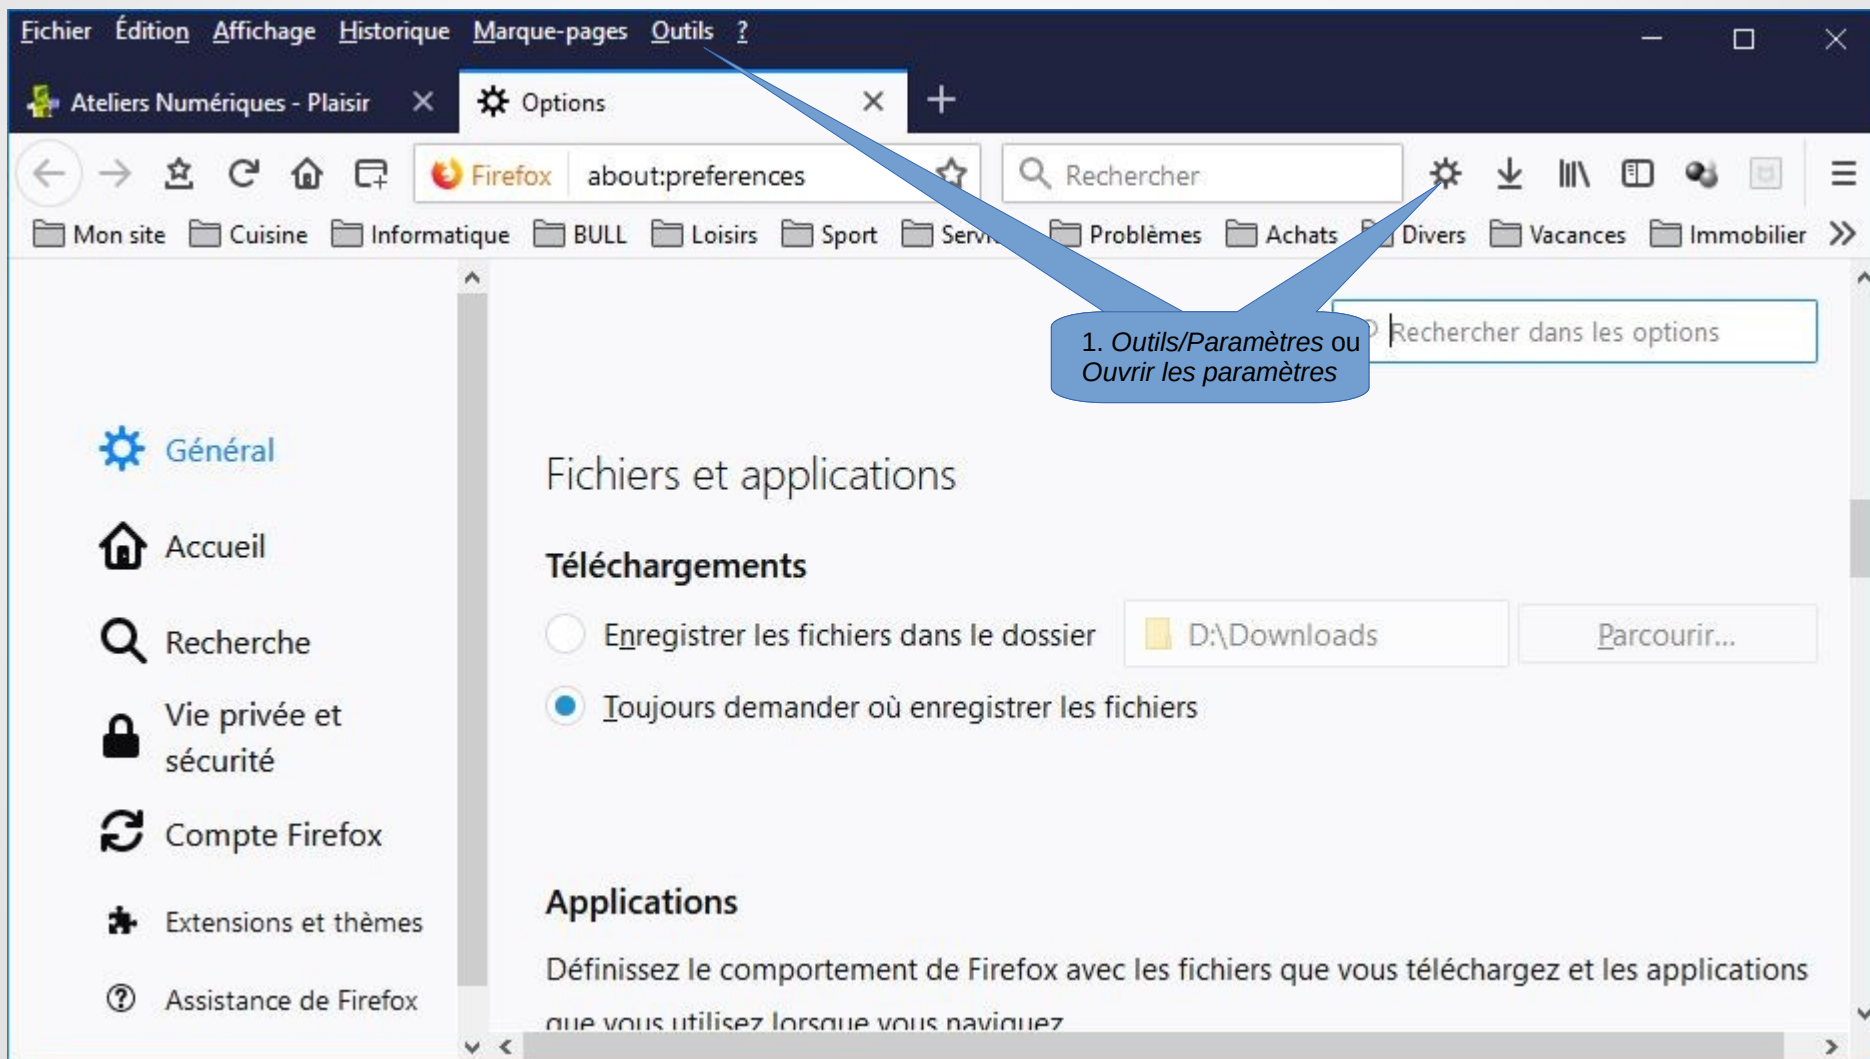 Fichier Édition Affichage Historique Marque-pages Outils ?
Ateliers Numériques - Plaisir
Options
Firefox about:preferences
Rechercher
Mon site Cuisine Informatique BULL Loisirs Sport Problèmes Achats Divers Vacances Immobilier
1. Outils/Paramètres ou
Ouvrir les paramètres
Rechercher dans les options
Général
Accueil
Recherche
Vie privée et
sécurité
Compte Firefox
Extensions et thèmes
Assistance de Firefox
Fichiers et applications
Téléchargements
Enregistrer les fichiers dans le dossier D:\Downloads Parcourir...
Toujours demander où enregistrer les fichiers
Applications
Définissez le comportement de Firefox avec les fichiers que vous téléchargez et les applications
que vous utilisez lorsque vous naviguez